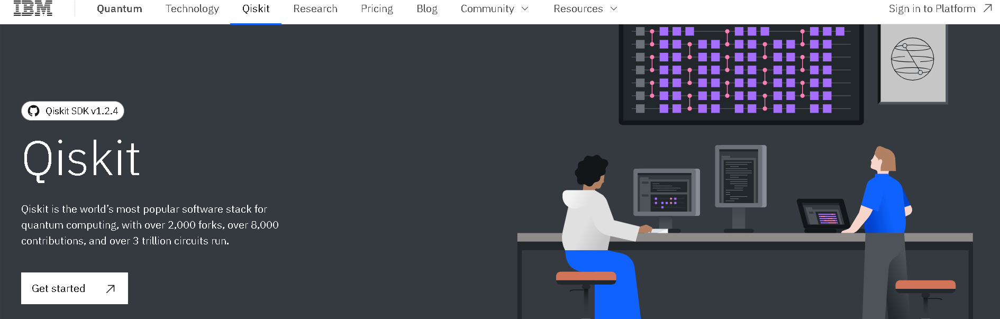 IBM Quantum Technology Qiskit Research Pricing Blog Community Resources Sign in to Platform
Qiskit SDK v1.2.4
Qiskit
Qiskit is the world’s most popular software stack for
quantum computing, with over 2,000 forks, over 8,000
contributions, and over 3 trillion circuits run.
Get started